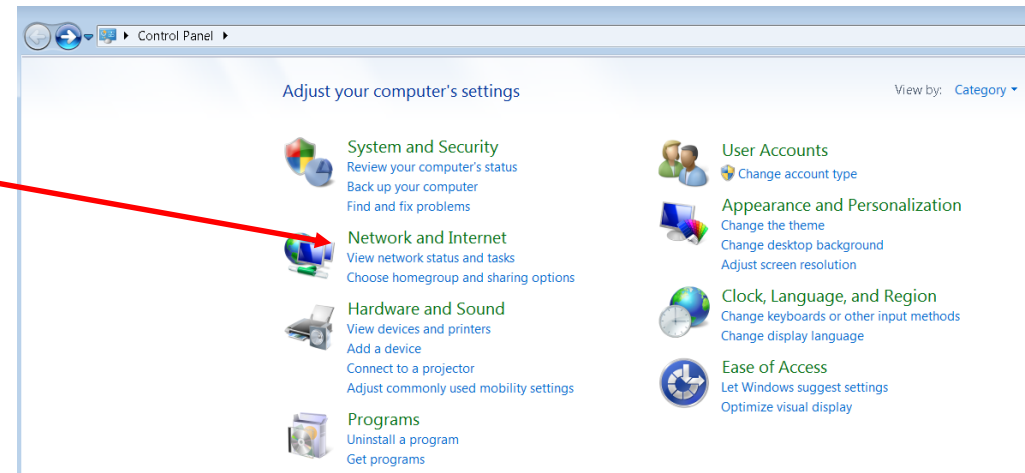 Control Panel
Adjust your computer's settings
View by: Category
System and Security
Review your computer's status
Back up your computer
Find and fix problems
Network and Internet
View network status and tasks
Choose homegroup and sharing options
Hardware and Sound
View devices and printers
Add a device
Connect to a projector
Adjust commonly used mobility settings
Programs
Uninstall a program
Get programs
User Accounts
Change account type
Appearance and Personalization
Change the theme
Change desktop background
Adjust screen resolution
Clock, Language, and Region
Change keyboards or other input methods
Change display language
Ease of Access
Let Windows suggest settings
Optimize visual display